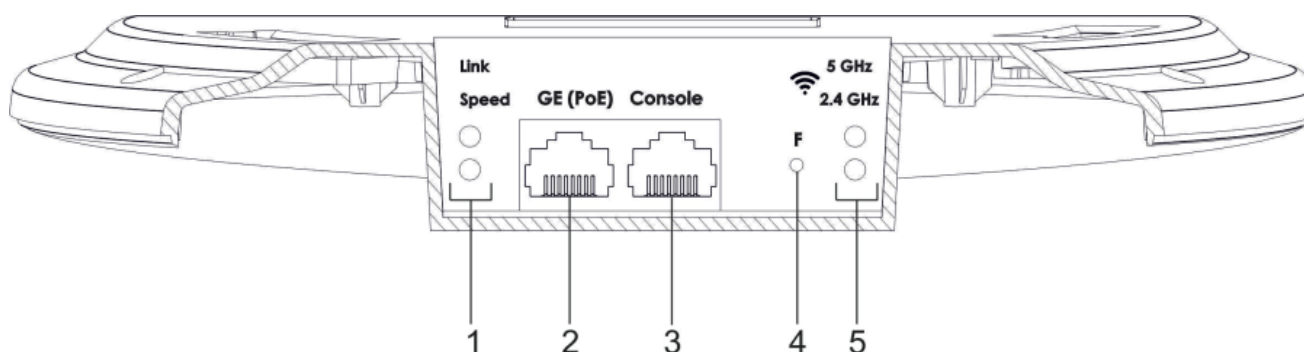 Link
Speed
GE (PoE)
Console
5 GHz
2.4 GHz
F
1
2
3
4
5